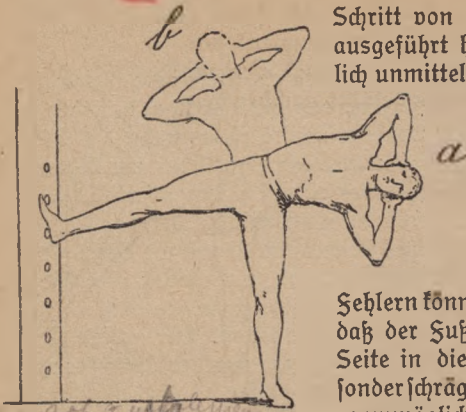 Schritt von
ausgeführt
lich unmittel
b
a
Fehlern könn
daß der Fuß
Seite in die
sonder schräg